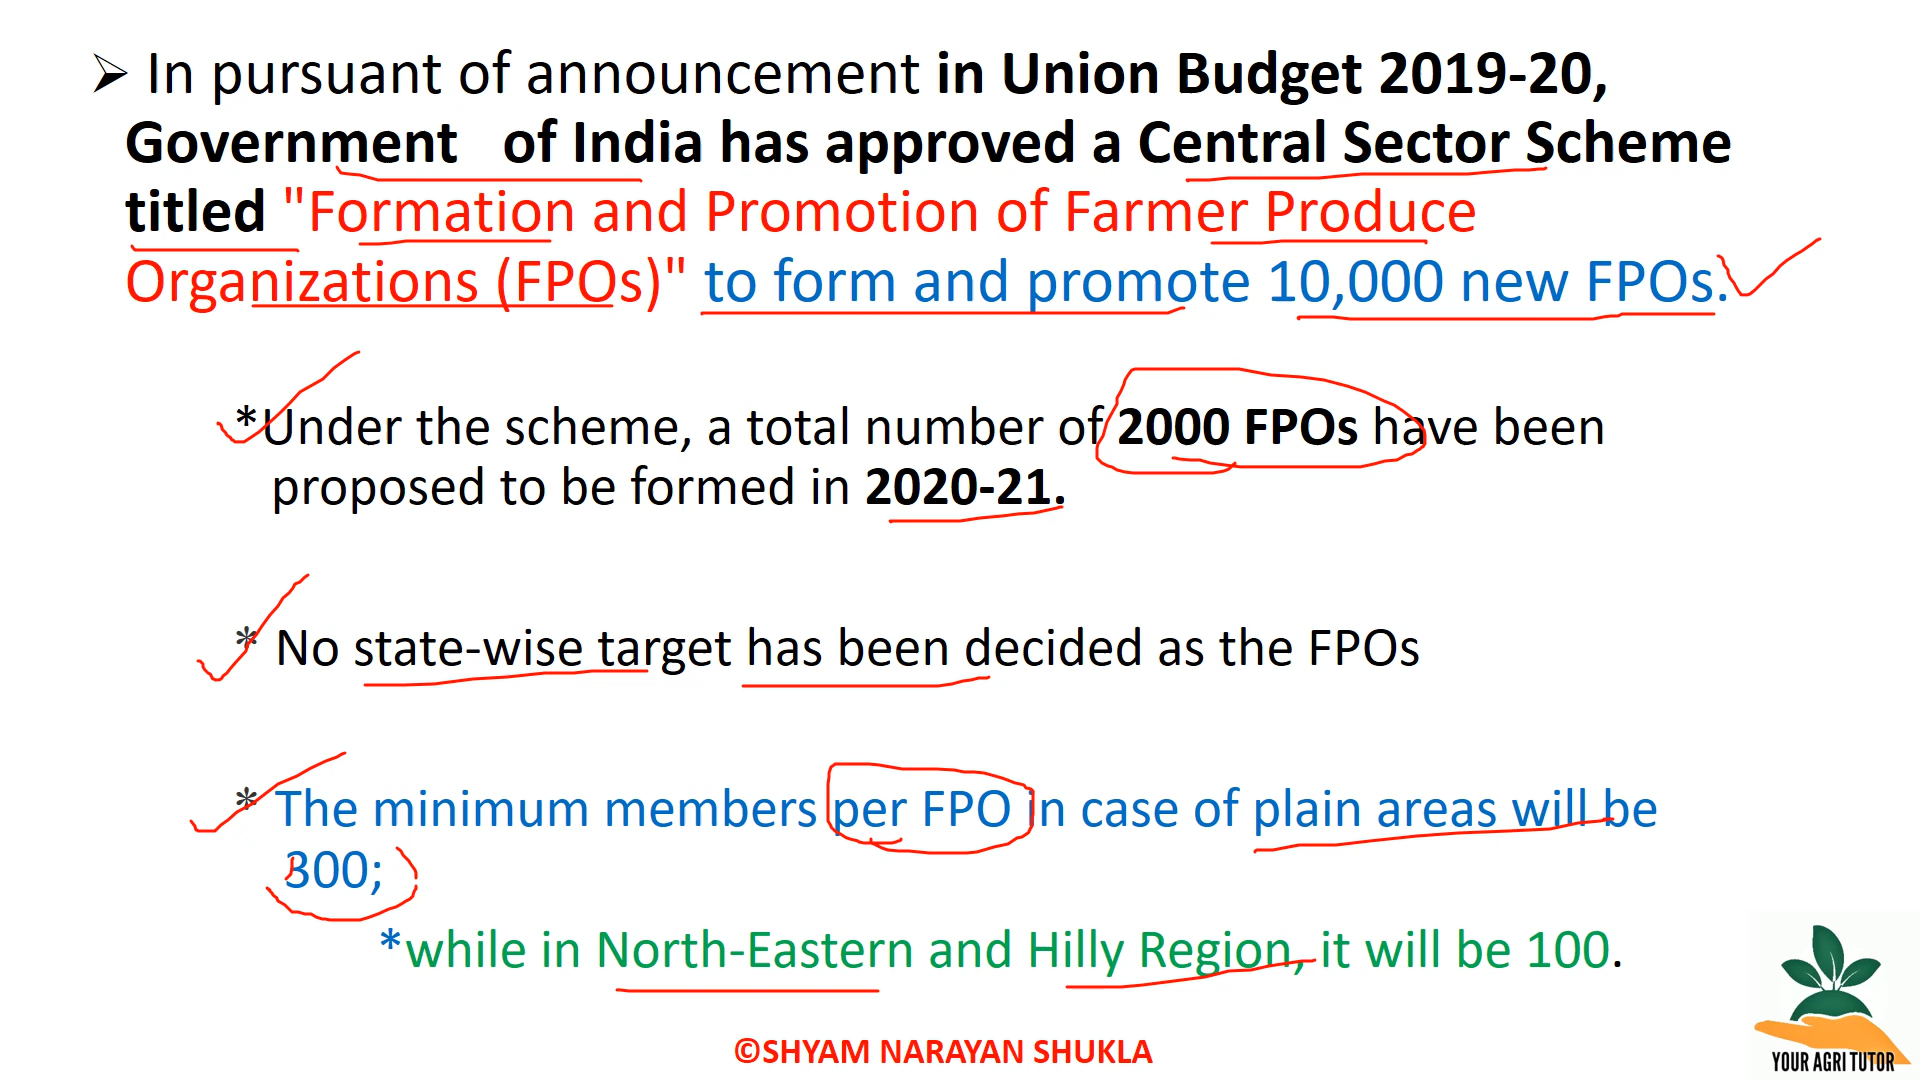 ➢ In pursuant of announcement in Union Budget 2019-20,
Government of India has approved a Central Sector Scheme
titled "Formation and Promotion of Farmer Produce
Organizations (FPOs)" to form and promote 10,000 new FPOs.
*Under the scheme, a total number of 2000 FPOs have been
proposed to be formed in 2020-21.
* No state-wise target has been decided as the FPOs
* The minimum members per FPO in case of plain areas will be
300;
*while in North-Eastern and Hilly Region, it will be 100.
©SHYAM NARAYAN SHUKLA
YOUR AGRI TUTOR